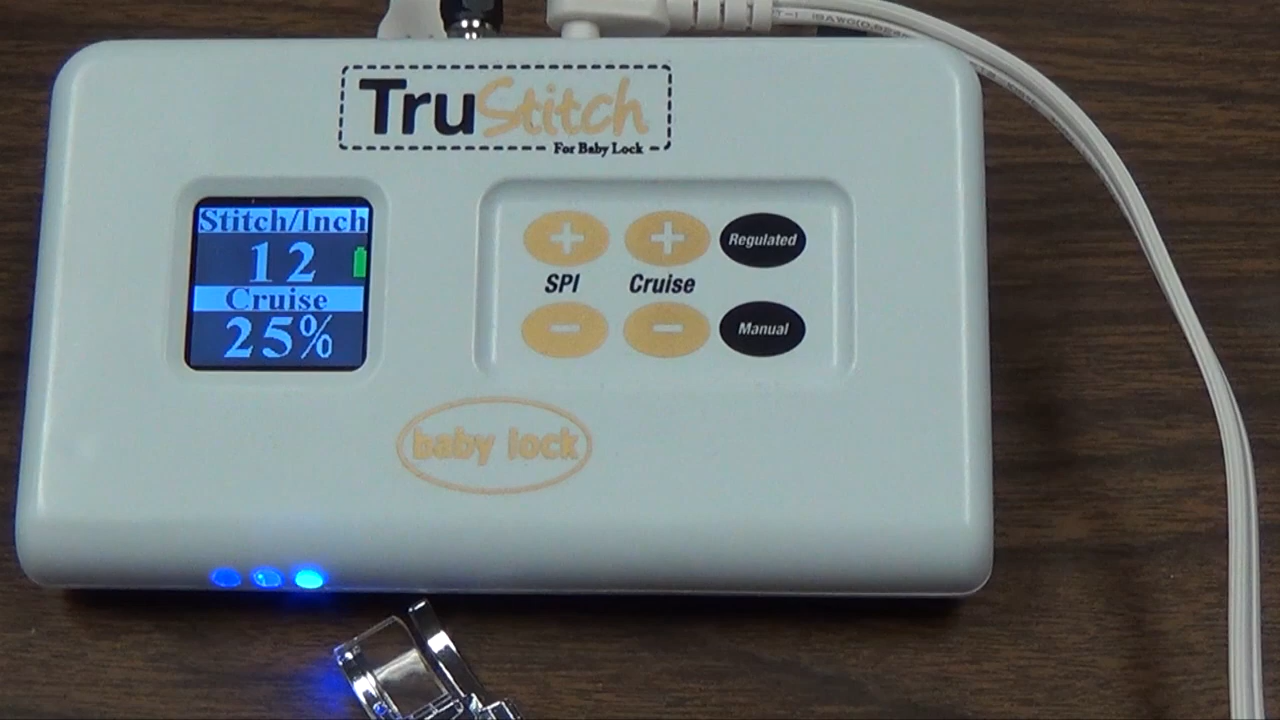 TruStitch
For Baby Lock
Stitch/Inch
12
Cruise
25%
+ + Regulated
SPI Cruise
- - Manual
baby lock